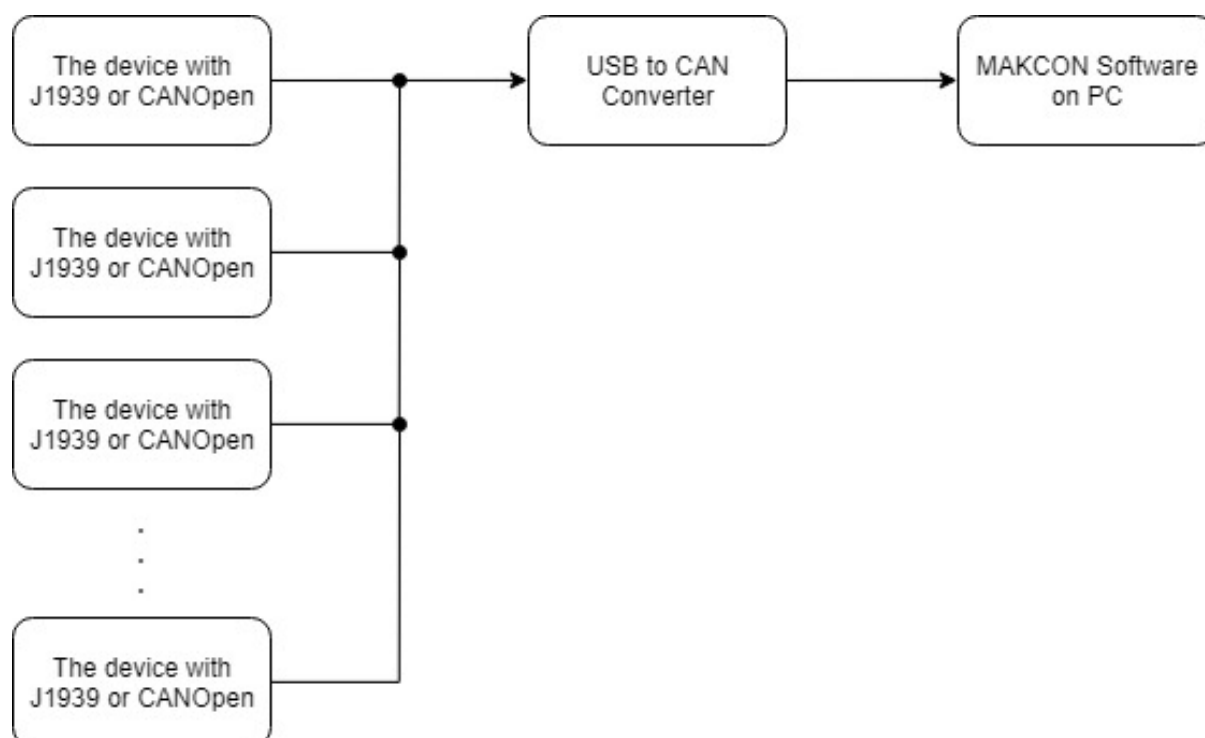 The device with
J1939 or CANOpen
USB to CAN
Converter
MAKCON Software
on PC
The device with
J1939 or CANOpen
The device with
J1939 or CANOpen
.
.
.
The device with
J1939 or CANOpen